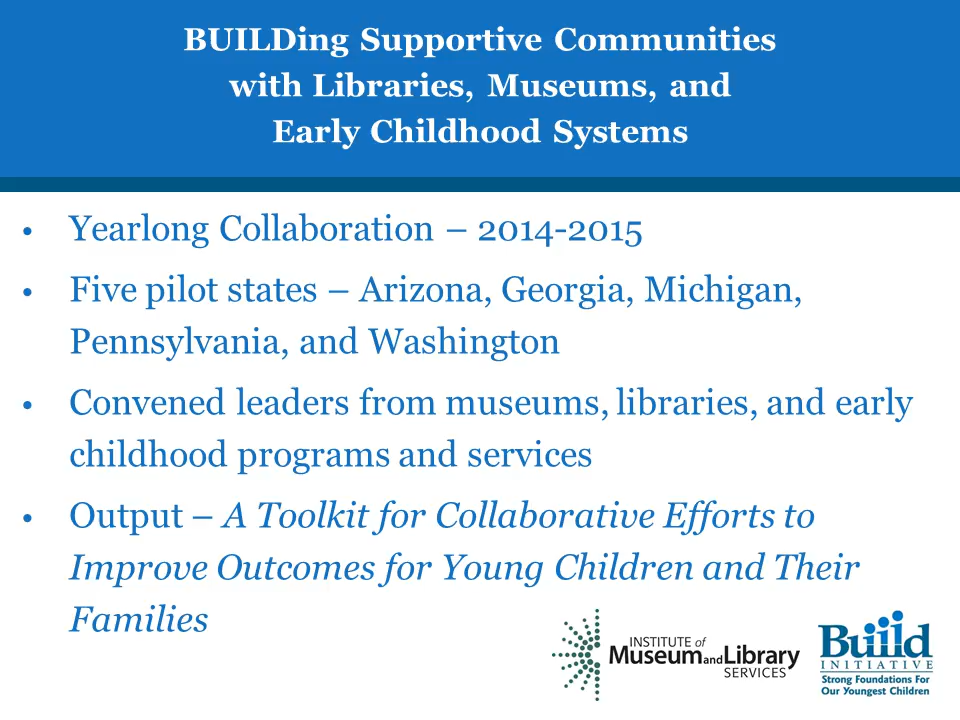 BUILDing Supportive Communities
with Libraries, Museums, and
Early Childhood Systems
• Yearlong Collaboration – 2014-2015
• Five pilot states – Arizona, Georgia, Michigan,
Pennsylvania, and Washington
• Convened leaders from museums, libraries, and early
childhood programs and services
• Output – A Toolkit for Collaborative Efforts to
Improve Outcomes for Young Children and Their
Families
INSTITUTE of
Museum and Library
SERVICES
Build
INITIATIVE
Strong Foundations For
Our Youngest Children